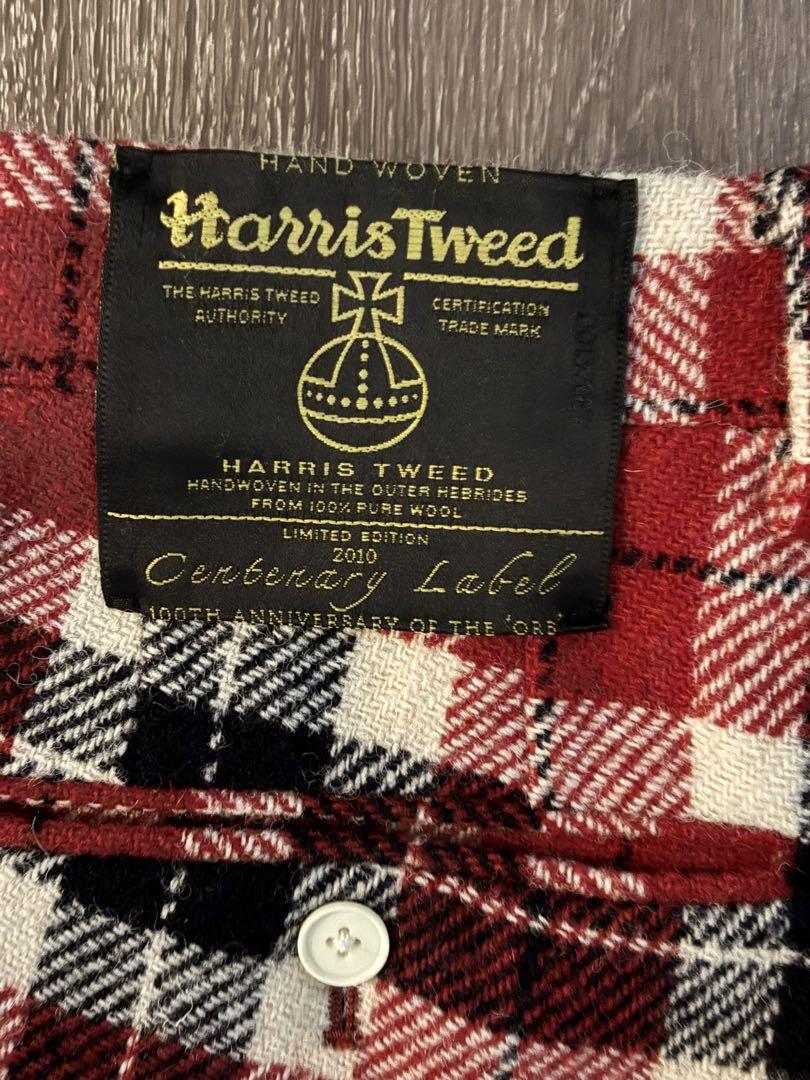 HAND WOVEN
Harris Tweed
THE HARRIS TWEED
AUTHORITY
CERTIFICATION
TRADE MARK
HARRIS TWEED
HANDWOVEN IN THE OUTER HEBRIDES
FROM 100% PURE WOOL
LIMITED EDITION
2010
Centenary Label
100TH ANNIVERSARY OF THE 'ORB'